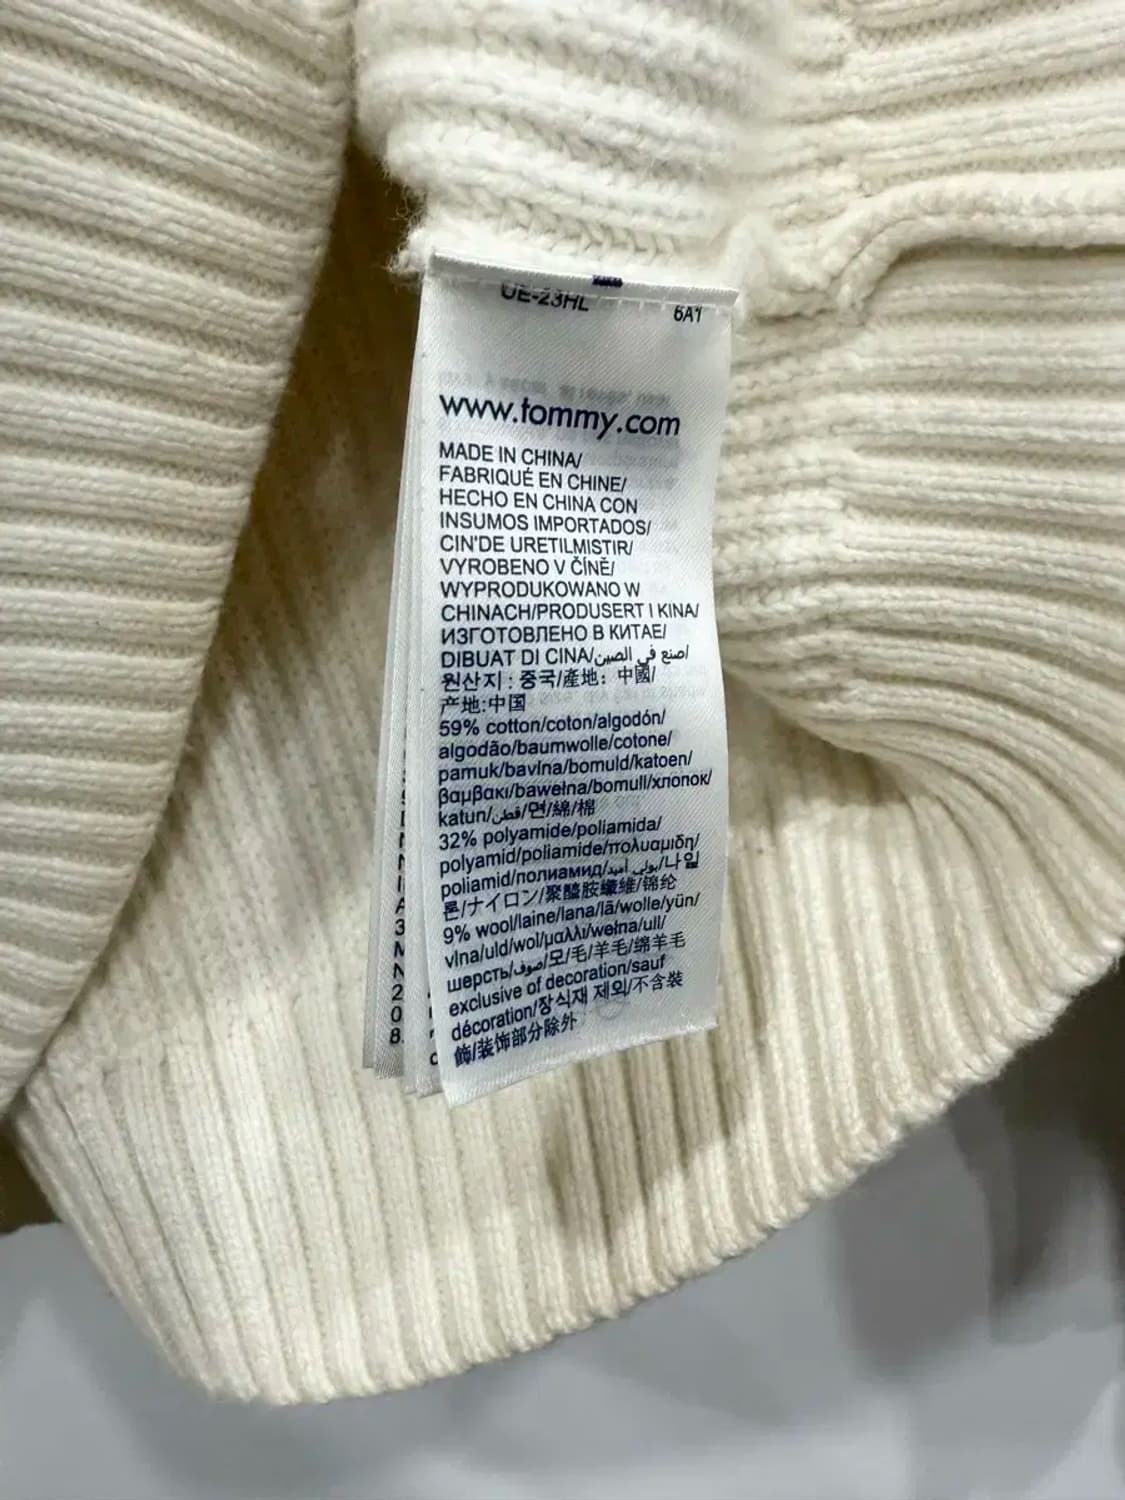 UE-23HL 6A1
www.tommy.com
MADE IN CHINA/
FABRIQUÉ EN CHINE/
HECHO EN CHINA CON
INSUMOS IMPORTADOS/
CIN'DE URETILMISTIR/
VYROBENO V ČÍNĚ/
WYPRODUKOWANO W
CHINACH/PRODUSERT I KINA/
ИЗГОТОВЛЕНО В КИТАЕ/
DIBUAT DI CINA/اصنع في الصين/
원산지 : 중국/產地：中國/
产地:中国
59% cotton/coton/algodón/
algodão/baumwolle/cotone/
pamuk/bavlna/bomuld/katoen/
βαμβακι/bawełna/bomull/хлопок/
katun/قطن/면/綿/棉
32% polyamide/poliamida/
polyamid/poliamide/πολυαμιδη/
poliamid/полиамид/بولي أميد/나일
론/ナイロン/聚醯胺纖維/锦纶
9% wool/laine/lana/lã/wolle/yün/
vlna/uld/wol/μαλλι/wełna/ull/
шерсть/صوف/모/毛/羊毛/绵羊毛
exclusive of decoration/sauf
décoration/장식재 제외/不含裝
飾/装饰部分除外